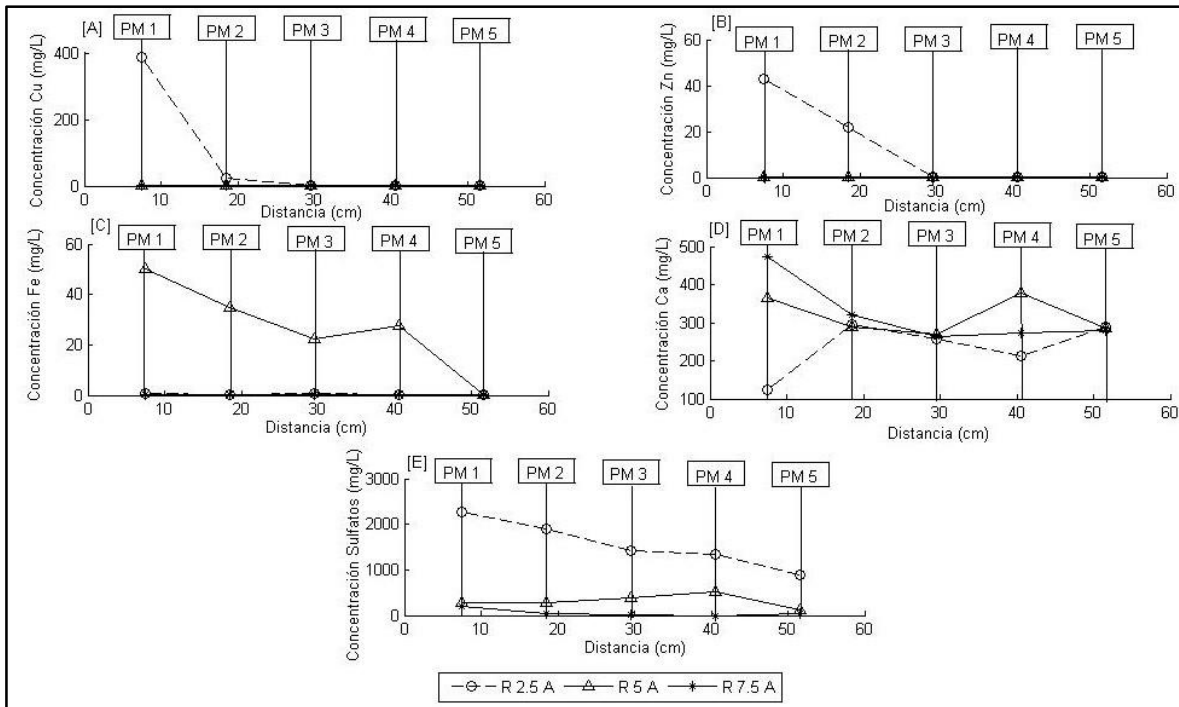 [A]
PM 1 PM 2 PM 3 PM 4 PM 5
Concentración Cu (mg/L)
400
200
0
0 10 20 30 40 50 60
Distancia (cm)
[B]
PM 1 PM 2 PM 3 PM 4 PM 5
Concentración Zn (mg/L)
60
40
20
0
0 10 20 30 40 50 60
Distancia (cm)
[C]
PM 1 PM 2 PM 3 PM 4 PM 5
Concentración Fe (mg/L)
60
40
20
0
0 10 20 30 40 50 60
Distancia (cm)
[D]
PM 1 PM 2 PM 3 PM 4 PM 5
Concentración Ca (mg/L)
500
400
300
200
100
0 10 20 30 40 50 60
Distancia (cm)
[E]
PM 1 PM 2 PM 3 PM 4 PM 5
Concentración Sulfatos (mg/L)
3000
2000
1000
0
0 10 20 30 40 50 60
Distancia (cm)
R 2.5 A R 5 A R 7.5 A